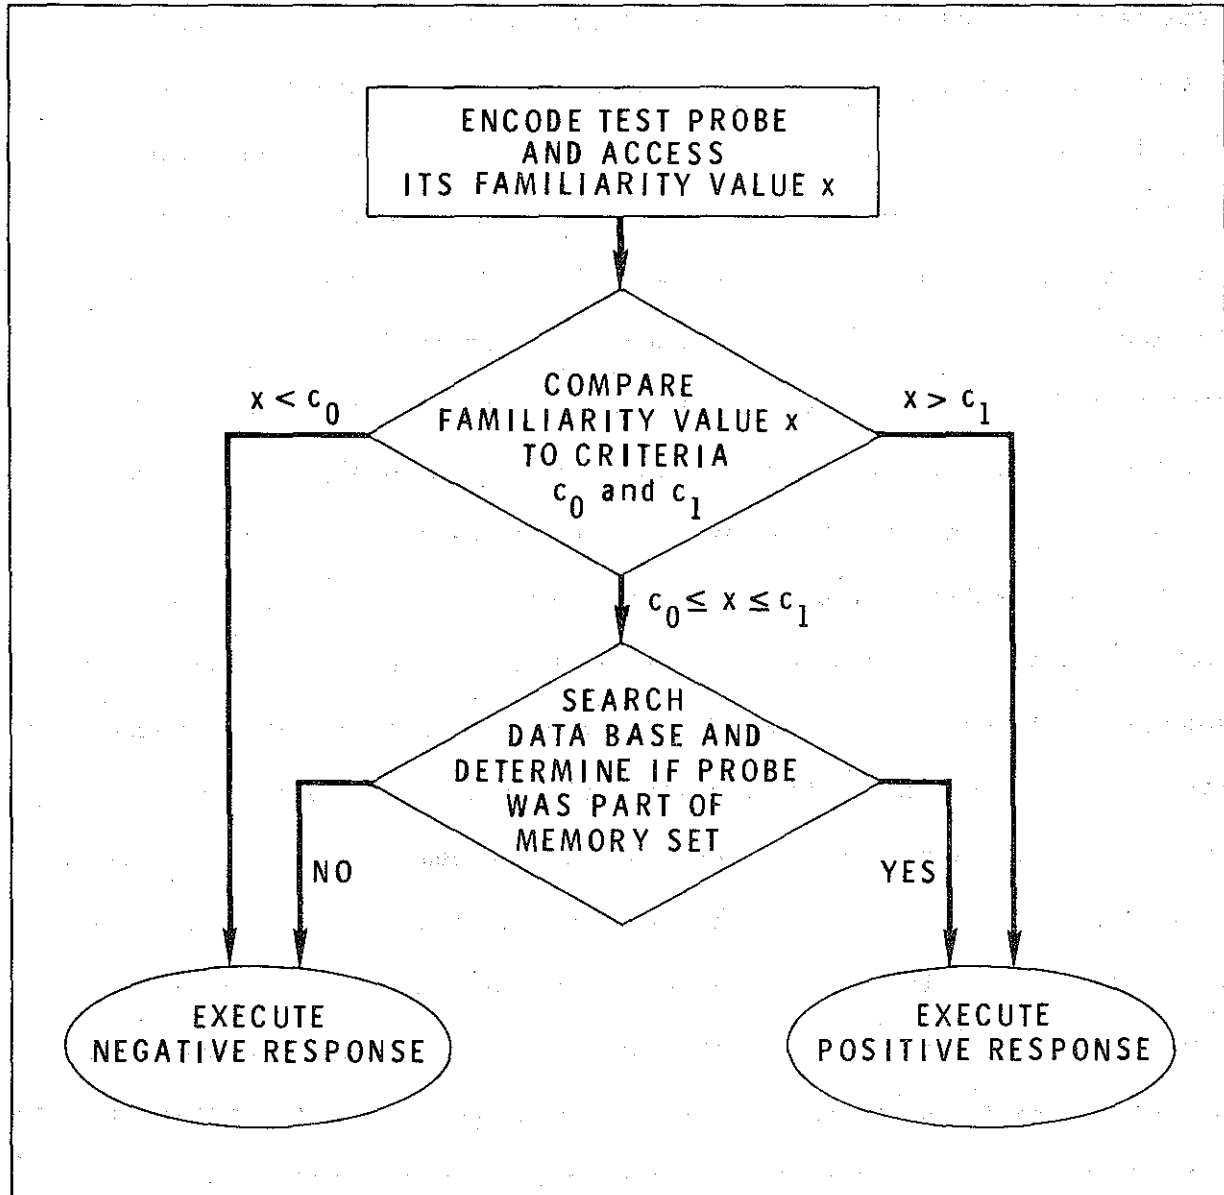 ENCODE TEST PROBE
AND ACCESS
ITS FAMILIARITY VALUE x
x < c₀
COMPARE
FAMILIARITY VALUE x
TO CRITERIA
c₀ and c₁
x > c₁
c₀ ≤ x ≤ c₁
SEARCH
DATA BASE AND
DETERMINE IF PROBE
WAS PART OF
MEMORY SET
NO
YES
EXECUTE
NEGATIVE RESPONSE
EXECUTE
POSITIVE RESPONSE